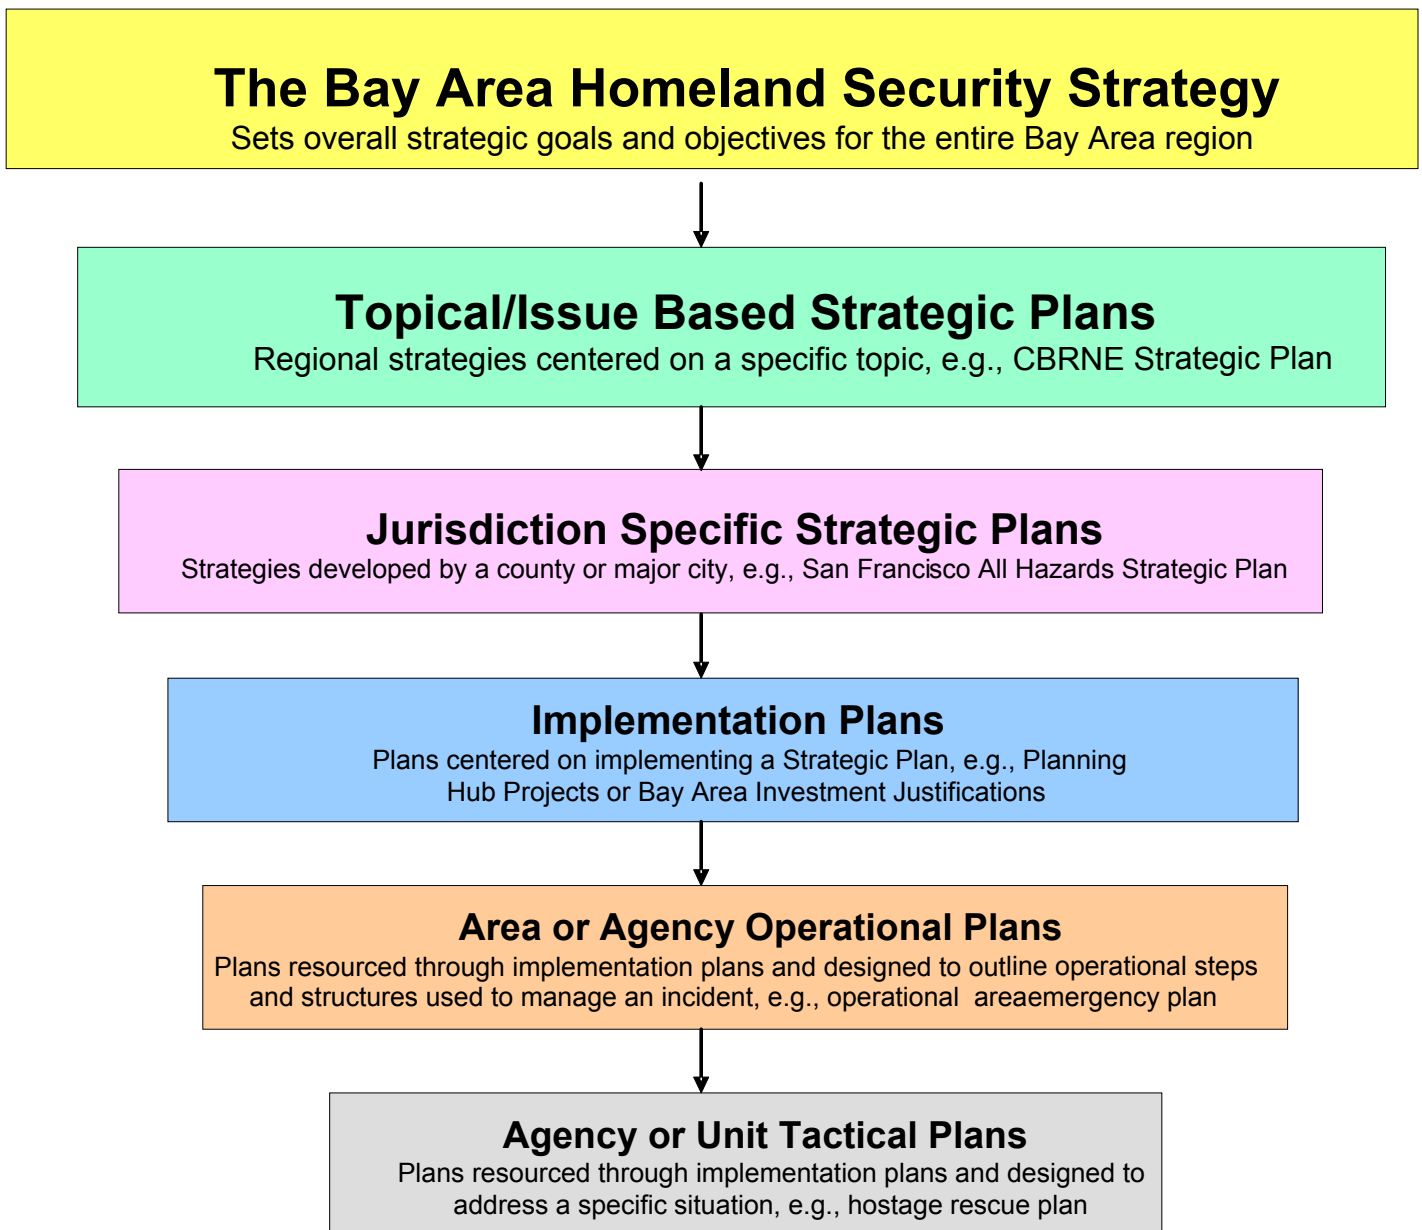 The Bay Area Homeland Security Strategy
Sets overall strategic goals and objectives for the entire Bay Area region
Topical/Issue Based Strategic Plans
Regional strategies centered on a specific topic, e.g., CBRNE Strategic Plan
Jurisdiction Specific Strategic Plans
Strategies developed by a county or major city, e.g., San Francisco All Hazards Strategic Plan
Implementation Plans
Plans centered on implementing a Strategic Plan, e.g., Planning
Hub Projects or Bay Area Investment Justifications
Area or Agency Operational Plans
Plans resourced through implementation plans and designed to outline operational steps
and structures used to manage an incident, e.g., operational areaemergency plan
Agency or Unit Tactical Plans
Plans resourced through implementation plans and designed to
address a specific situation, e.g., hostage rescue plan